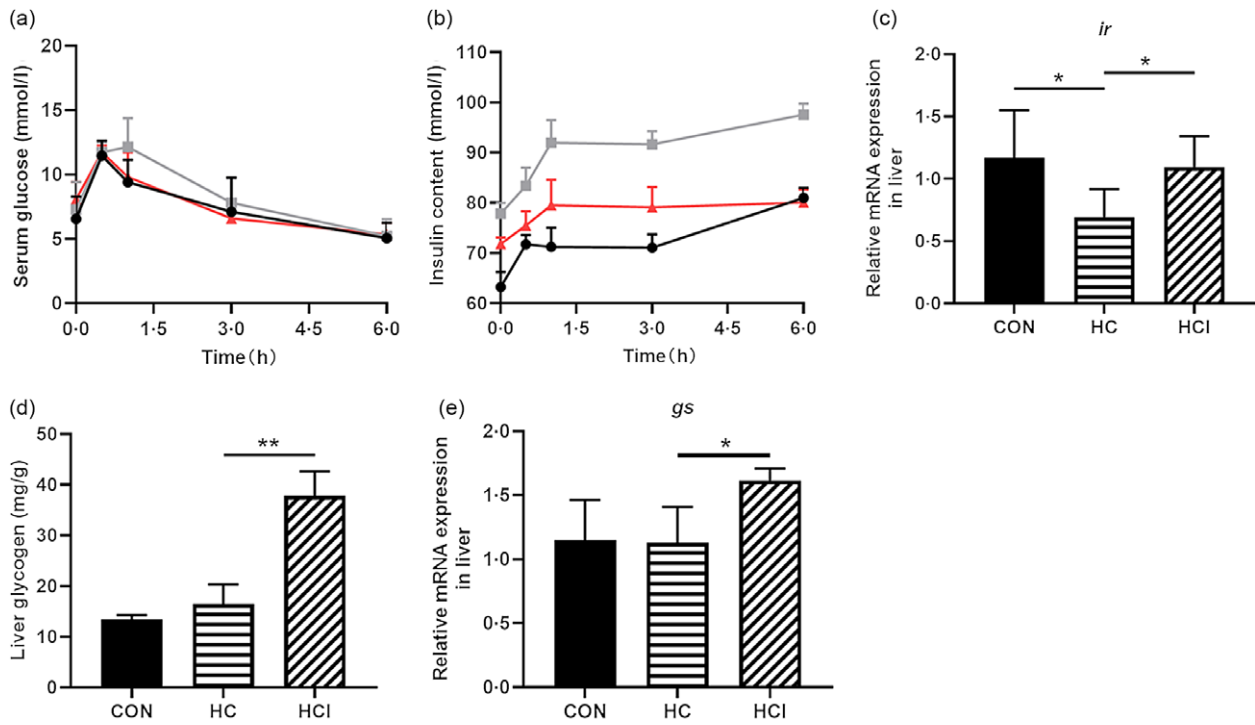 (a)
Serum glucose (mmol/l)
20
15
10
5
0
0·0
1·5
3·0
4·5
6·0
Time(h)
(b)
Insulin content (mmol/l)
110
100
90
80
70
60
0·0
1·5
3·0
4·5
6·0
Time(h)
(c)
ir
Relative mRNA expression
in liver
2·0
1·5
1·0
0·5
0·0
*
*
CON
HC
HCI
(d)
Liver glycogen (mg/g)
50
40
30
20
10
0
**
CON
HC
HCI
(e)
gs
Relative mRNA expression
in liver
2·0
1·5
1·0
0·5
0·0
*
CON
HC
HCI